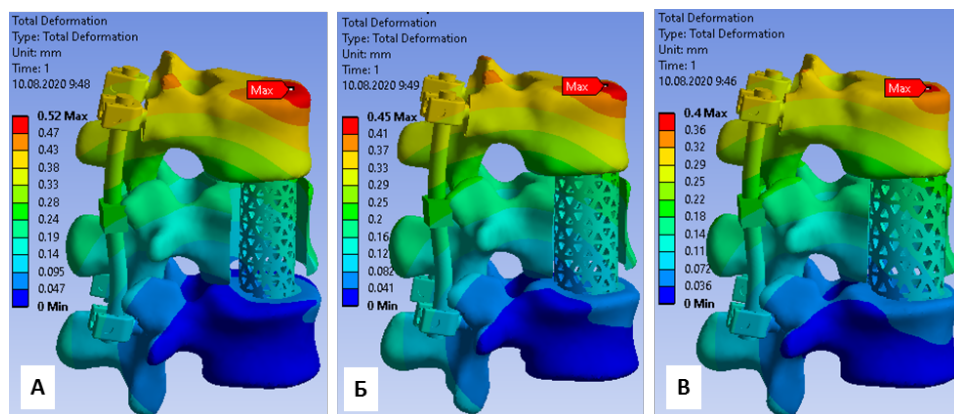 Total Deformation
Type: Total Deformation
Unit: mm
Time: 1
10.08.2020 9:48
Max
0.52 Max
0.47
0.43
0.38
0.33
0.28
0.24
0.19
0.14
0.095
0.047
0 Min
А
Total Deformation
Type: Total Deformation
Unit: mm
Time: 1
10.08.2020 9:49
Max
0.45 Max
0.41
0.37
0.33
0.29
0.25
0.2
0.16
0.12
0.082
0.041
0 Min
Б
Total Deformation
Type: Total Deformation
Unit: mm
Time: 1
10.08.2020 9:46
Max
0.4 Max
0.36
0.32
0.29
0.25
0.22
0.18
0.14
0.11
0.072
0.036
0 Min
В